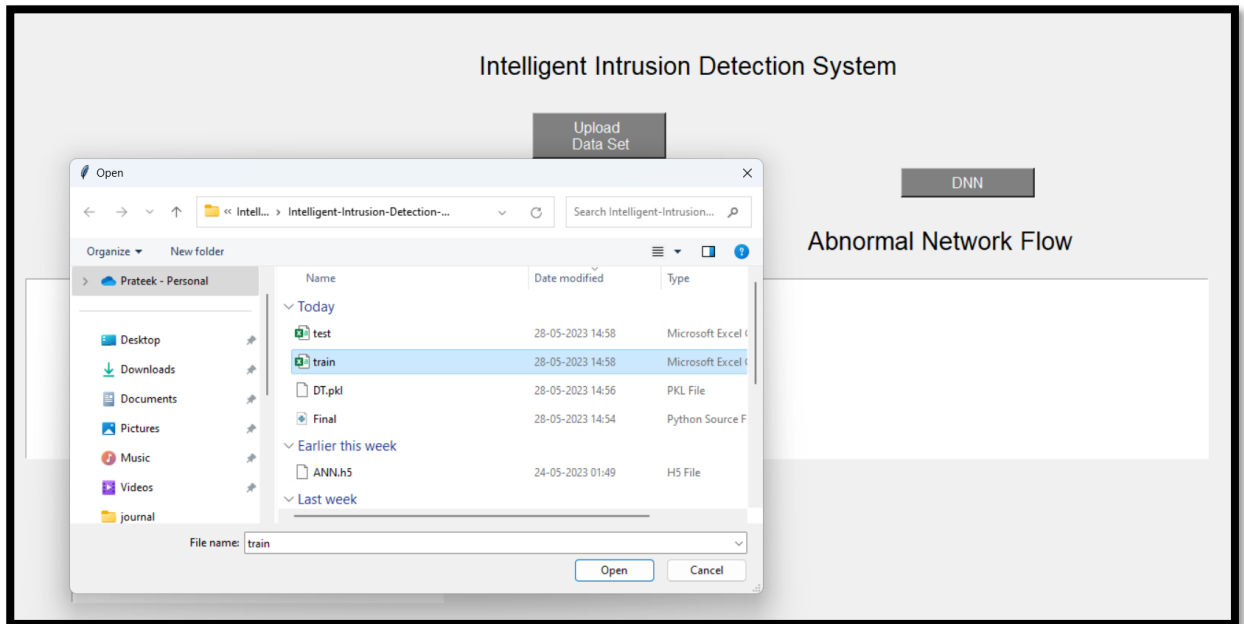 Intelligent Intrusion Detection System
Upload
Data Set
DNN
Abnormal Network Flow
Open
« Intell... › Intelligent-Intrusion-Detection-...
Search Intelligent-Intrusion...
Organize
New folder
Prateek - Personal
Desktop
Downloads
Documents
Pictures
Music
Videos
journal
Name Date modified Type
Today
test 28-05-2023 14:58 Microsoft Excel
train 28-05-2023 14:58 Microsoft Excel
DT.pkl 28-05-2023 14:56 PKL File
Final 28-05-2023 14:54 Python Source F
Earlier this week
ANN.h5 24-05-2023 01:49 H5 File
Last week
File name: train
Open Cancel